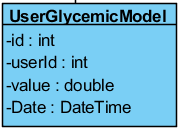 UserGlycemicModel
-id : int
-userId : int
-value : double
-Date : DateTime